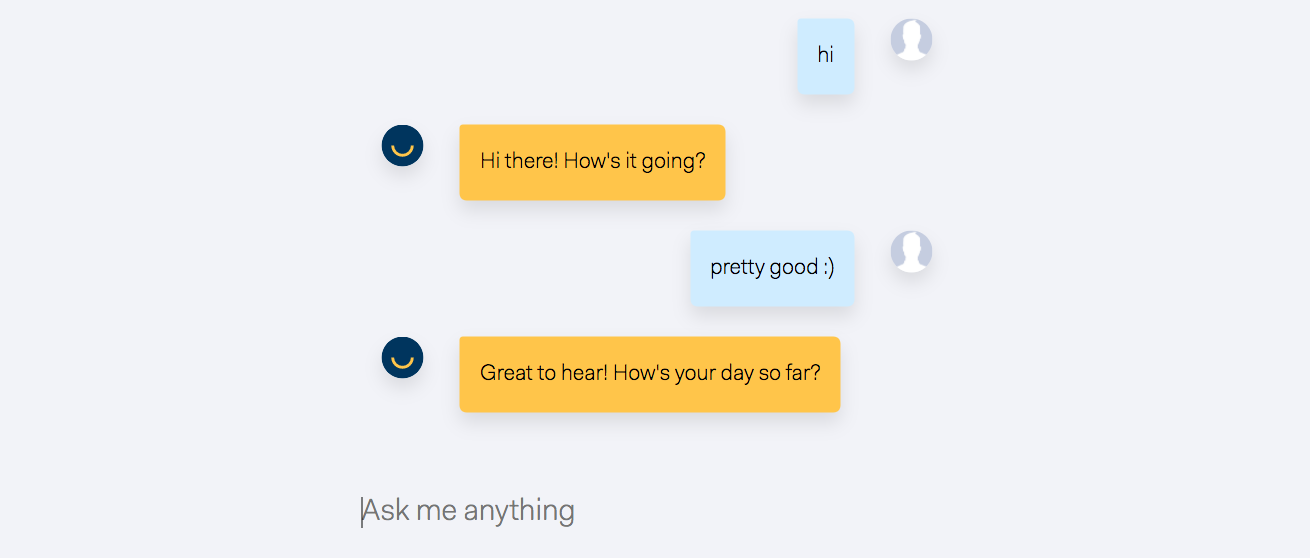 hi
Hi there! How's it going?
pretty good :)
Great to hear! How's your day so far?
Ask me anything